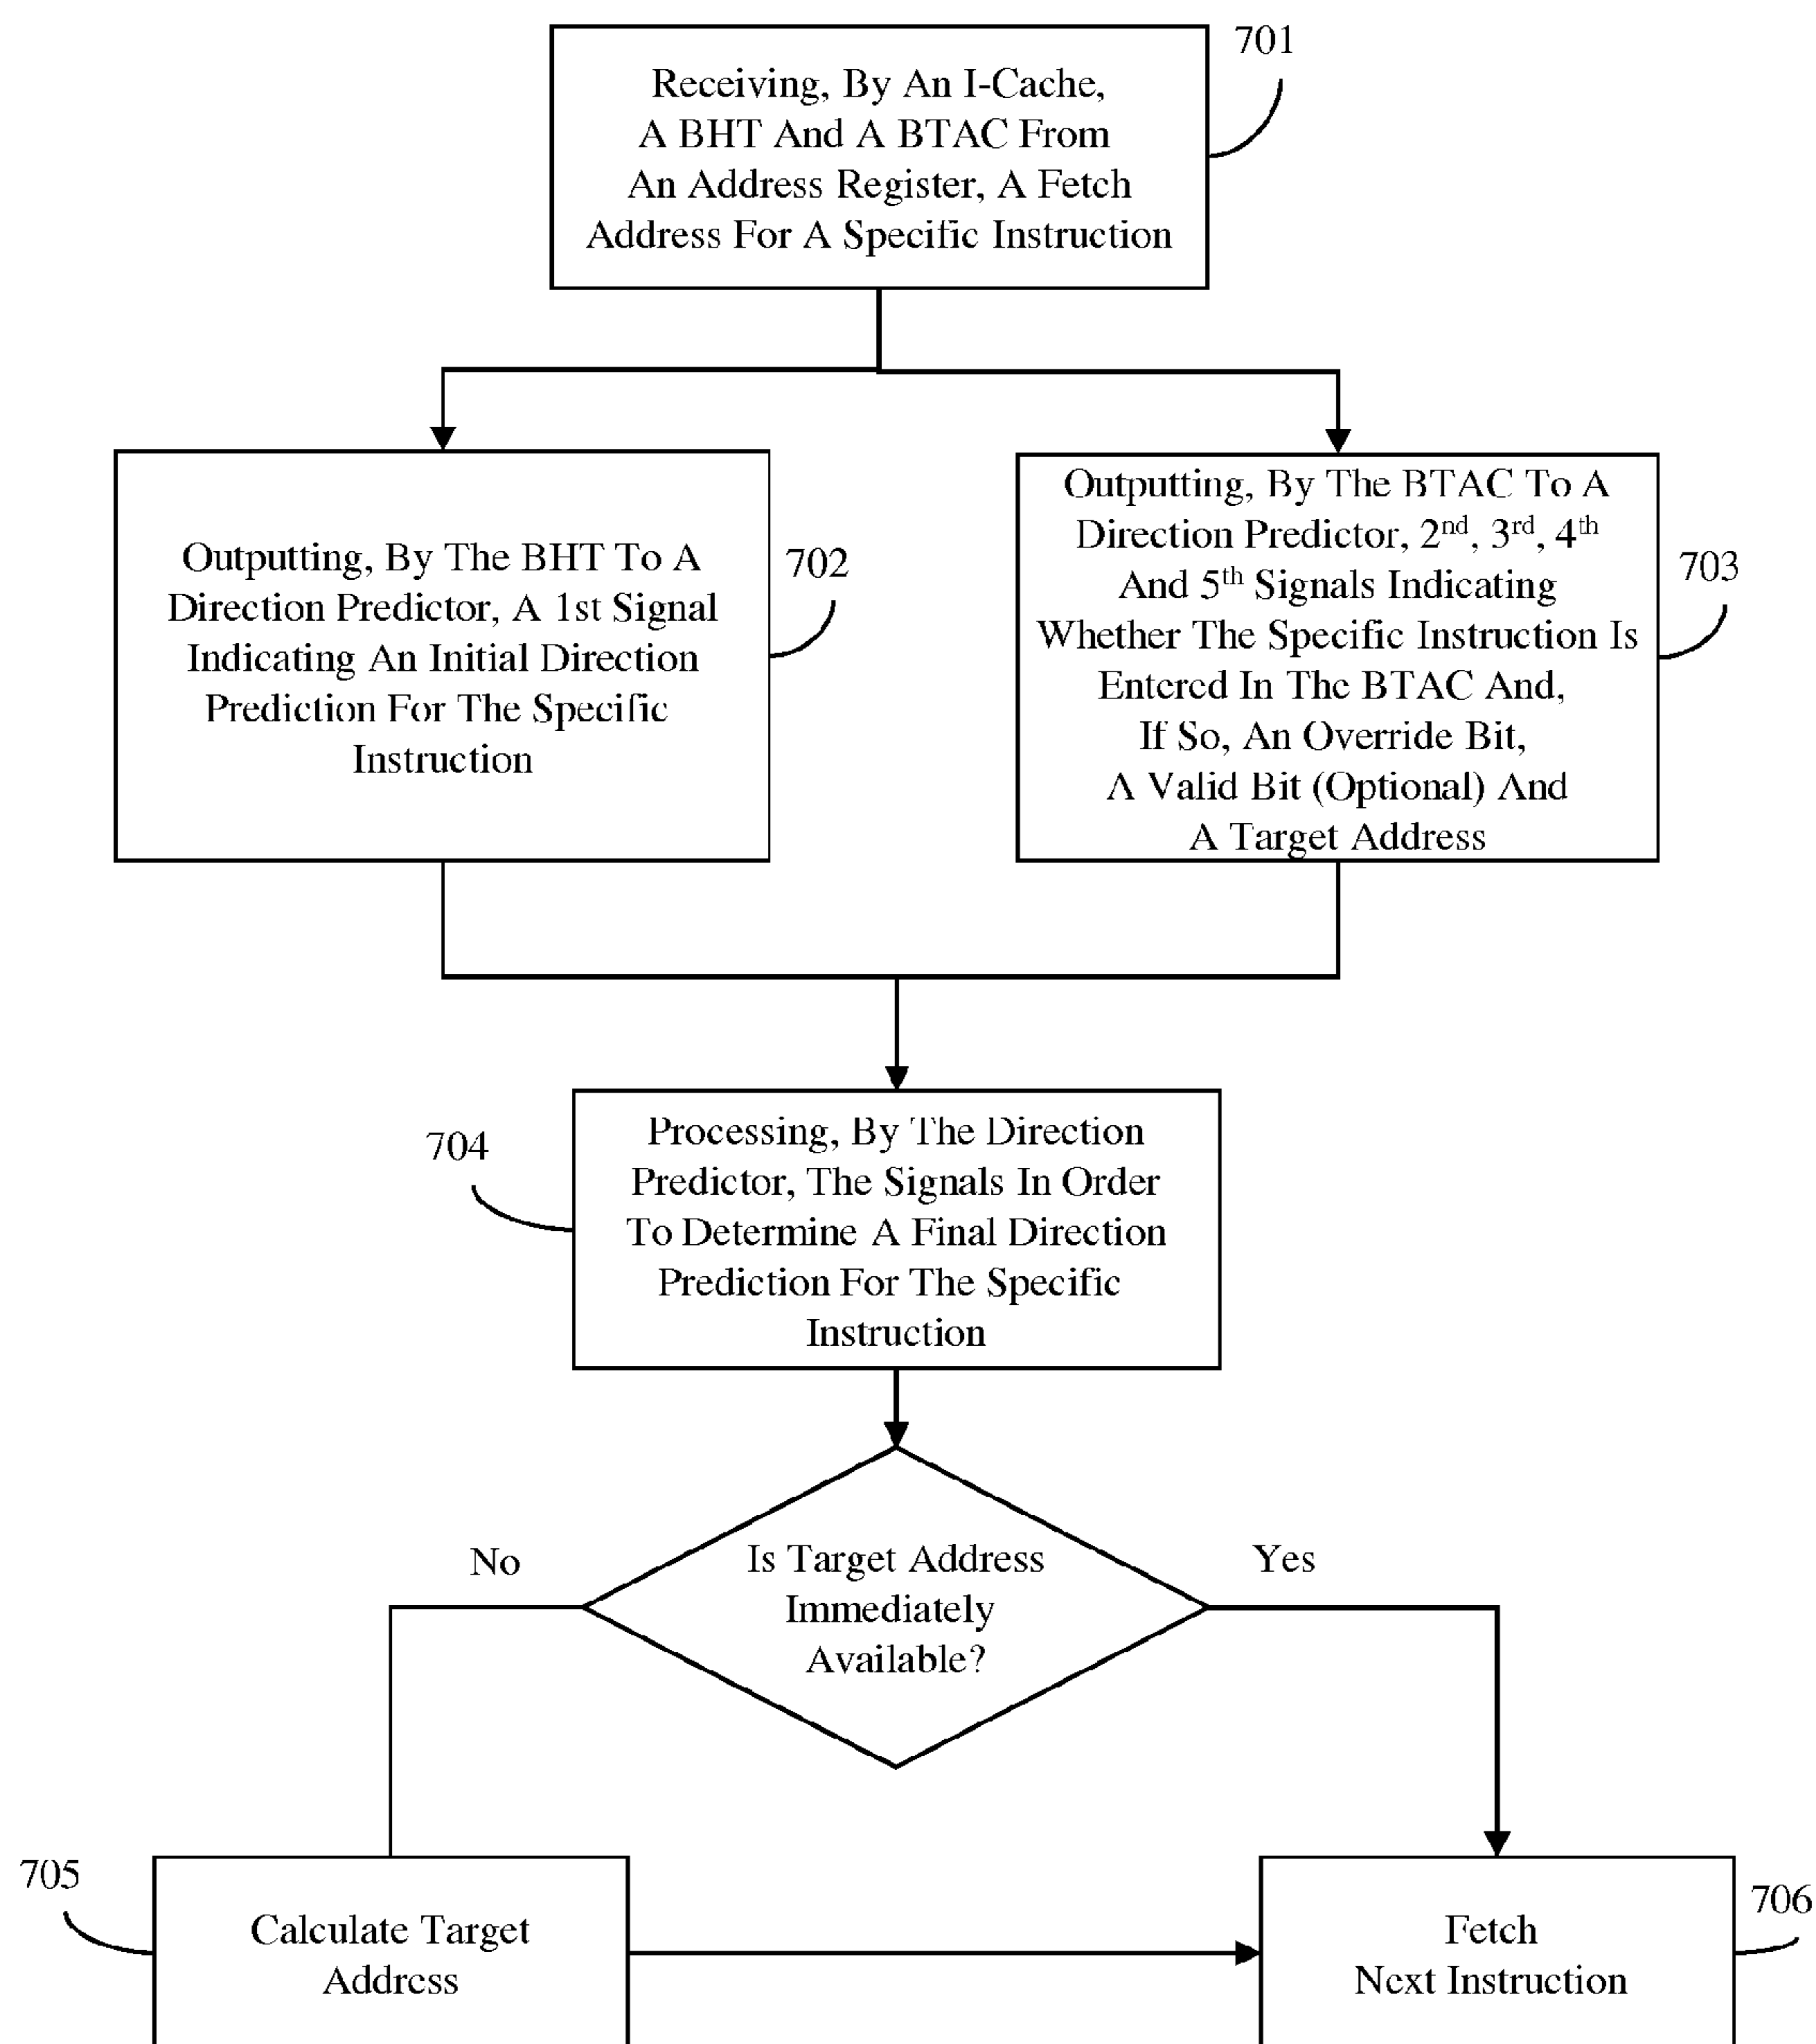 701
Receiving, By An I-Cache,
A BHT And A BTAC From
An Address Register, A Fetch
Address For A Specific Instruction
702
Outputting, By The BHT To A
Direction Predictor, A 1st Signal
Indicating An Initial Direction
Prediction For The Specific
Instruction
703
Outputting, By The BTAC To A
Direction Predictor, 2nd, 3rd, 4th
And 5th Signals Indicating
Whether The Specific Instruction Is
Entered In The BTAC And,
If So, An Override Bit,
A Valid Bit (Optional) And
A Target Address
704
Processing, By The Direction
Predictor, The Signals In Order
To Determine A Final Direction
Prediction For The Specific
Instruction
No
Is Target Address
Immediately
Available?
Yes
705
Calculate Target
Address
706
Fetch
Next Instruction